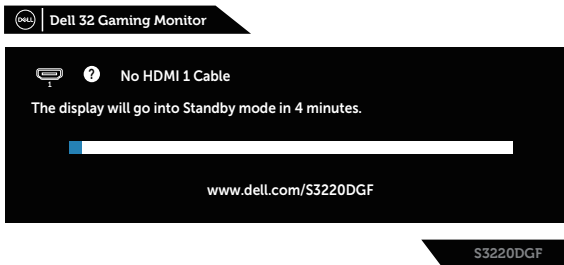 DELL
Dell 32 Gaming Monitor
1
?
No HDMI 1 Cable
The display will go into Standby mode in 4 minutes.
www.dell.com/S3220DGF
S3220DGF